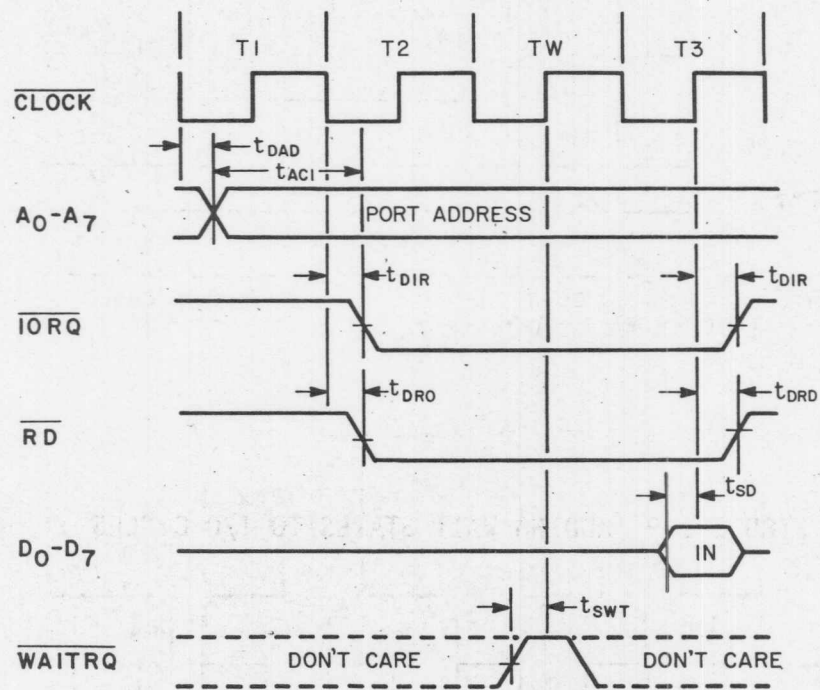 T1 T2 TW T3
CLOCK
tDAD
tACI
A0-A7 PORT ADDRESS
tDIR tDIR
IORQ
tDRO tDRD
RD
tSD
D0-D7 IN
tSWT
WAITRQ DON'T CARE DON'T CARE